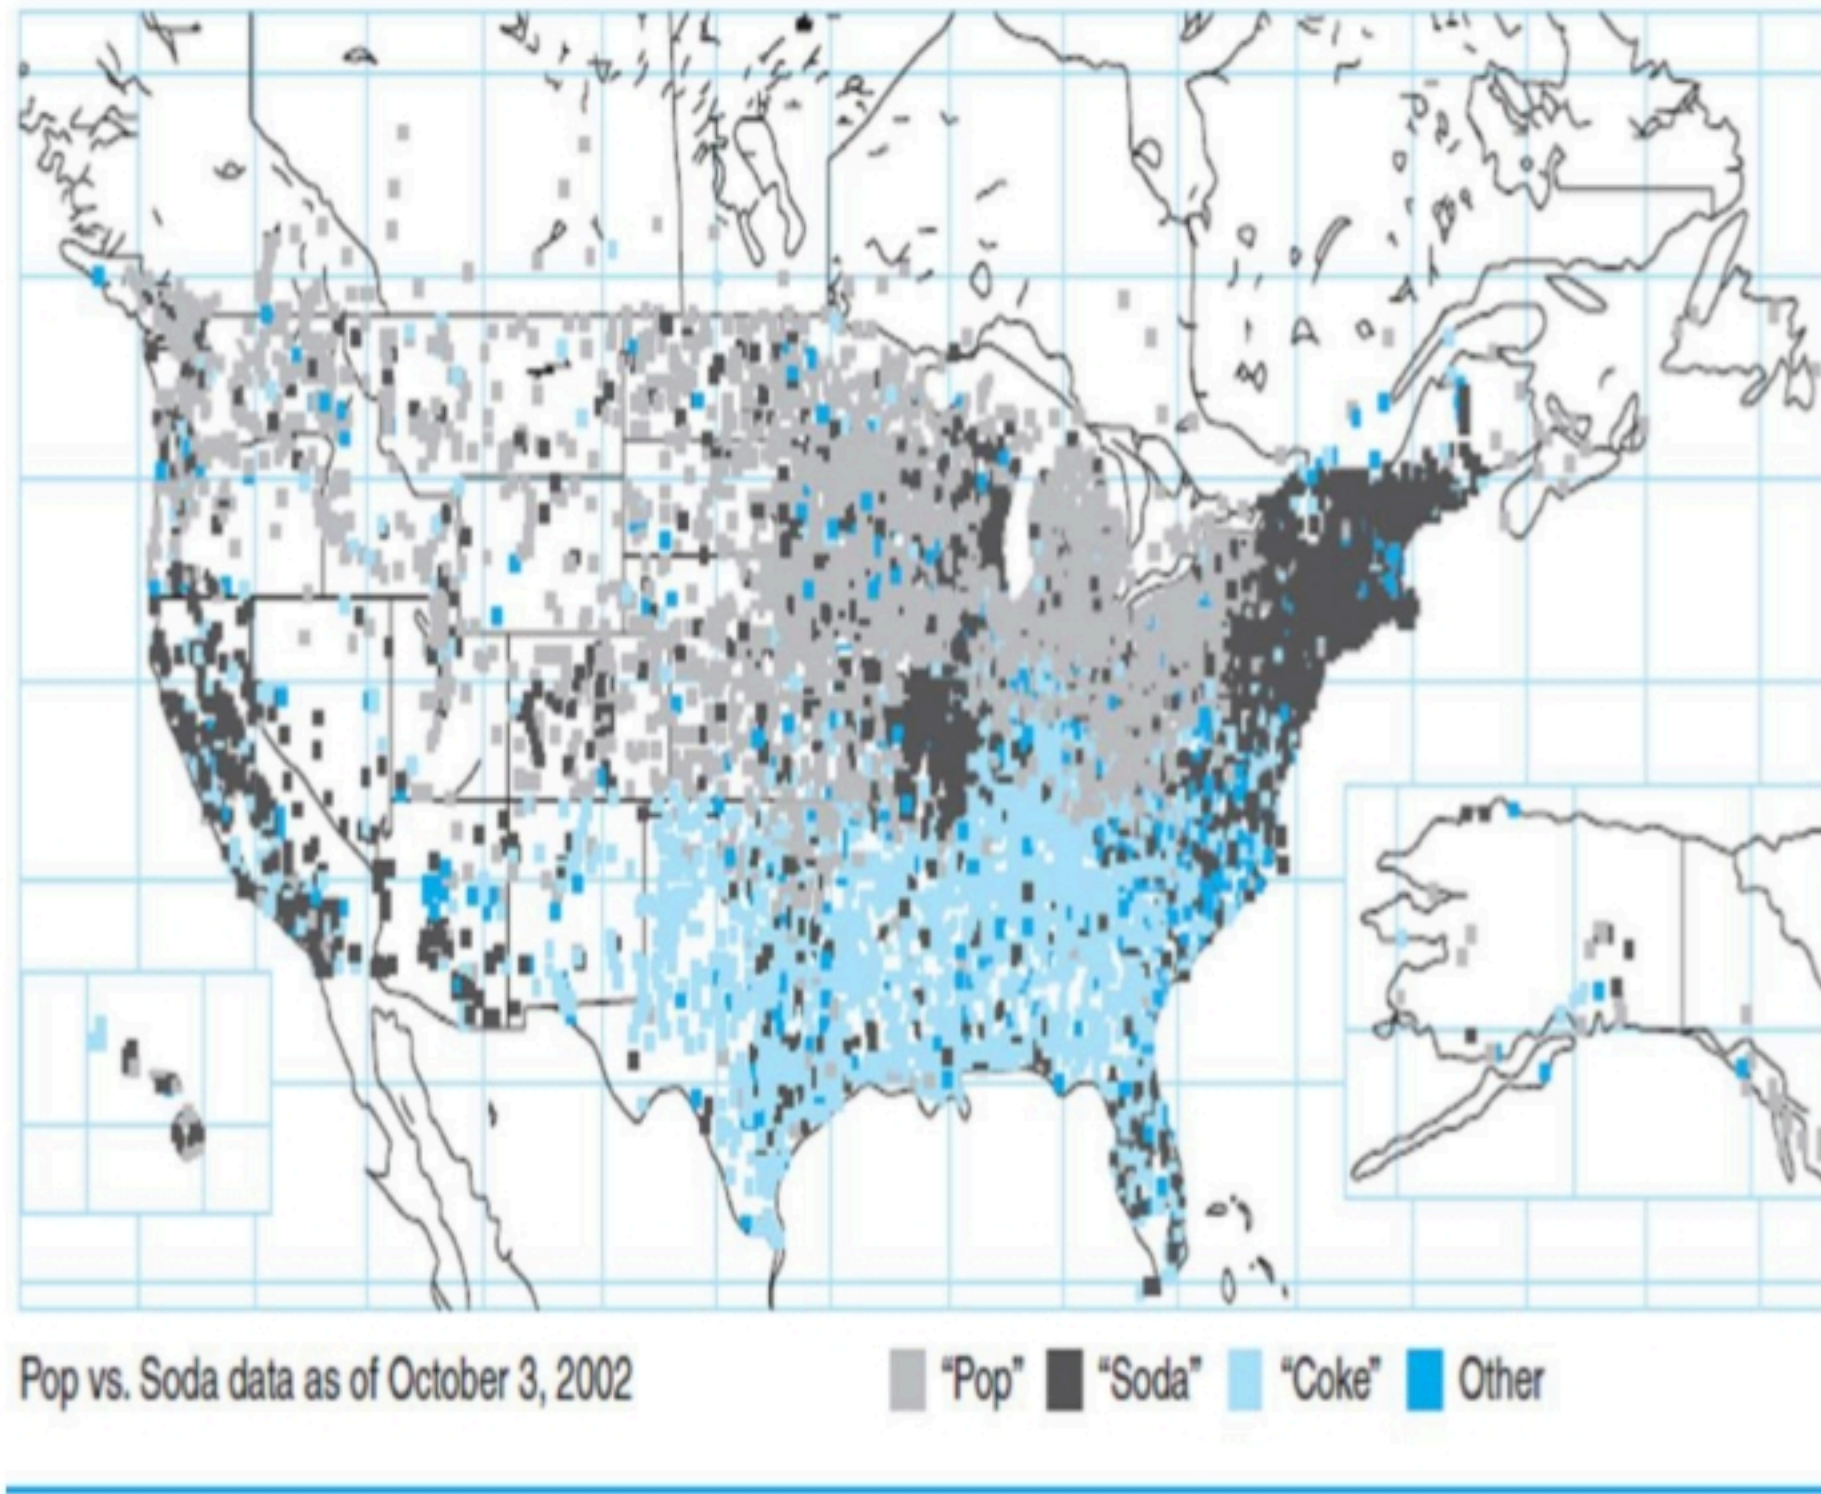 Pop vs. Soda data as of October 3, 2002
“Pop” “Soda” “Coke” Other